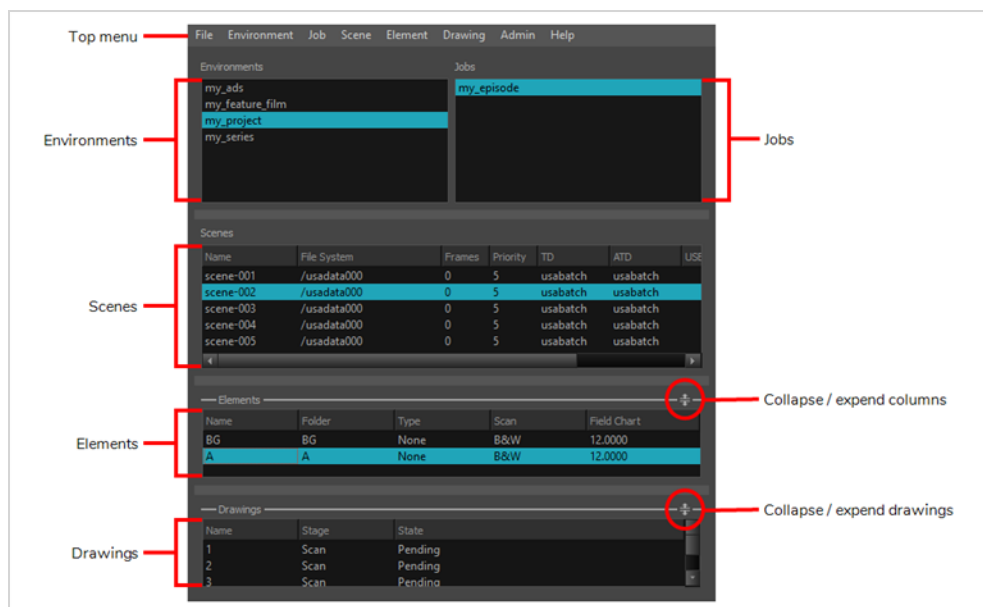 Top menu
File Environment Job Scene Element Drawing Admin Help
Environments Jobs
my_ads my_episode
my_feature_film
my_project
my_series
Environments
Jobs
Scenes
Name File System Frames Priority TD ATD USE
scene-001 /usadata000 0 5 usabatch usabatch
scene-002 /usadata000 0 5 usabatch usabatch
scene-003 /usadata000 0 5 usabatch usabatch
scene-004 /usadata000 0 5 usabatch usabatch
scene-005 /usadata000 0 5 usabatch usabatch
Scenes
Elements
Collapse / expend columns
Name Folder Type Scan Field Chart
BG BG None B&W 12.0000
A A None B&W 12.0000
Elements
Drawings
Collapse / expend drawings
Name Stage State
1 Scan Pending
2 Scan Pending
3 Scan Pending
Drawings